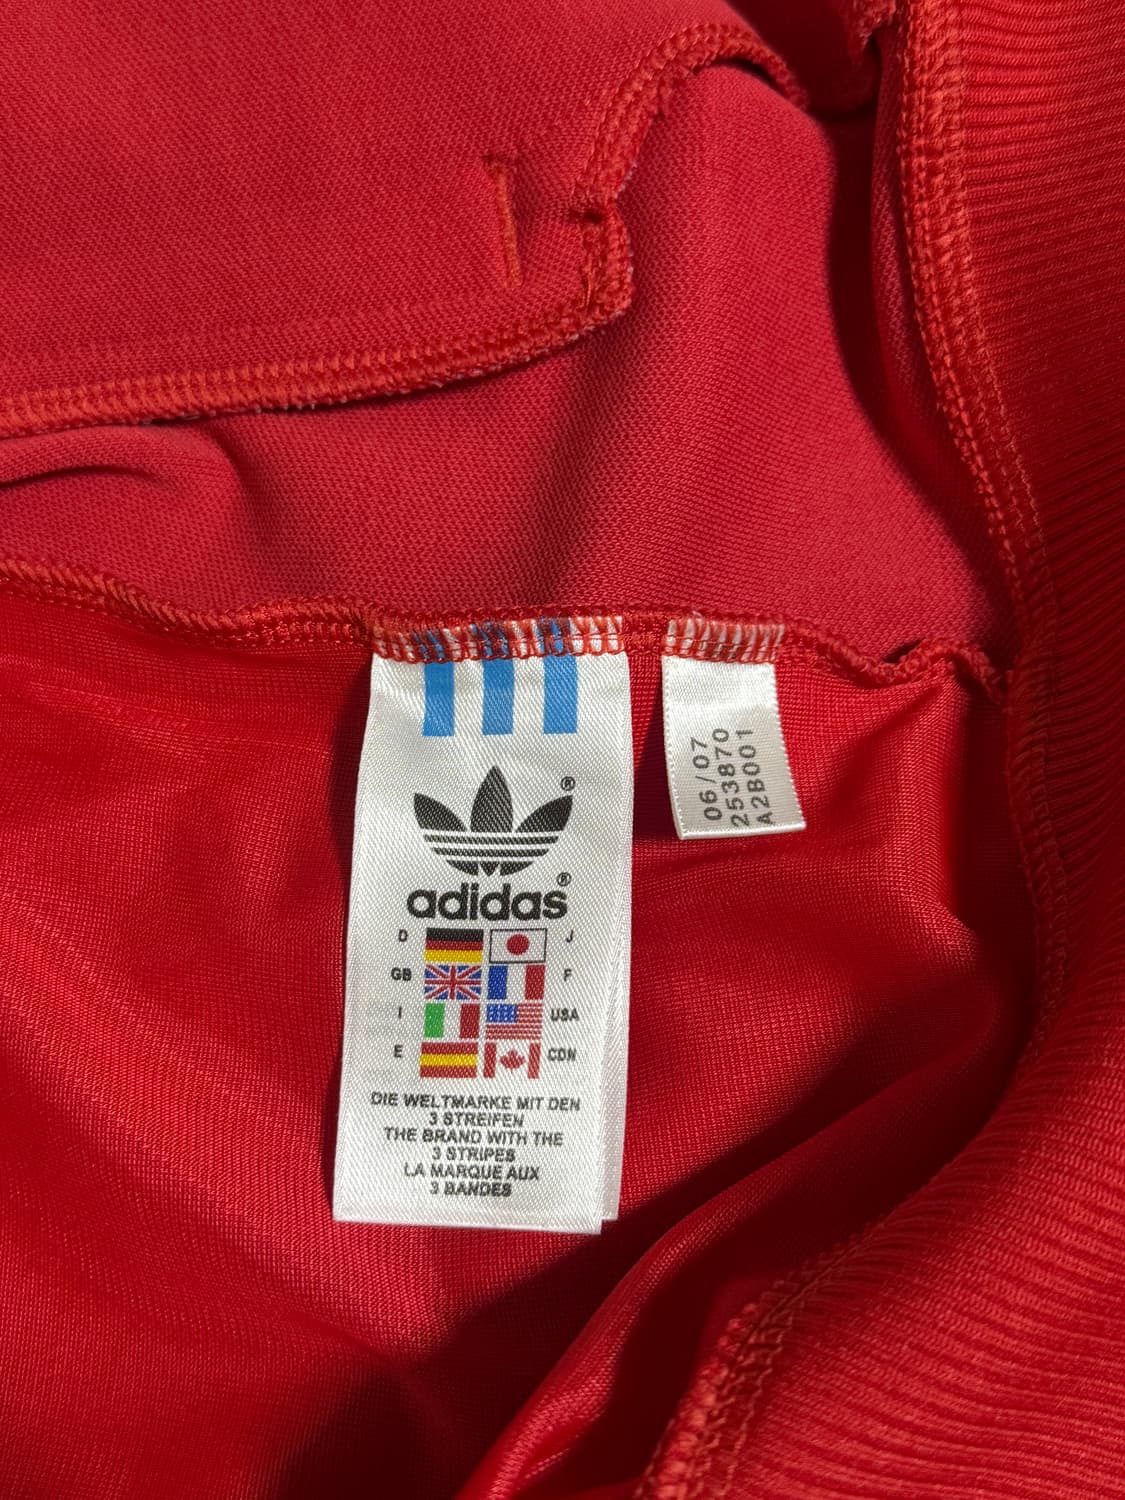 ®
adidas®
D J
GB F
I USA
E CDN
DIE WELTMARKE MIT DEN
3 STREIFEN
THE BRAND WITH THE
3 STRIPES
LA MARQUE AUX
3 BANDES
06/07
253870
A2B001